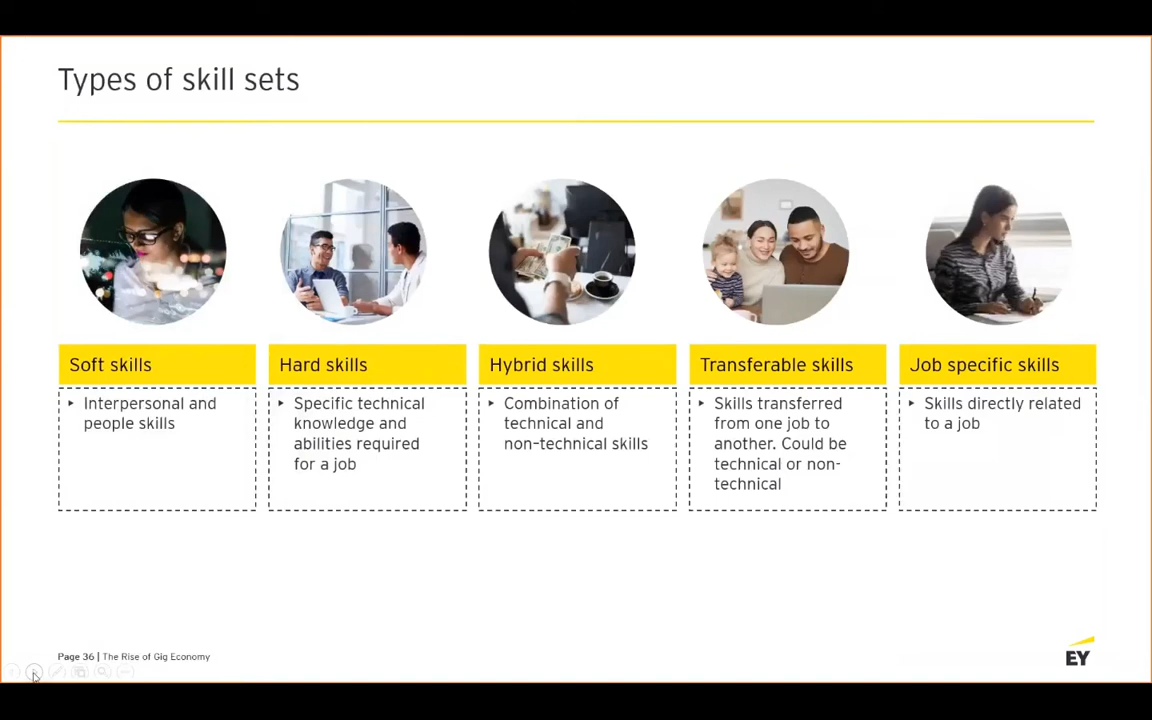 Types of skill sets
Soft skills
Interpersonal and
people skills
Hard skills
Specific technical
knowledge and
abilities required
for a job
Hybrid skills
Combination of
technical and
non-technical skills
Transferable skills
Skills transferred
from one job to
another. Could be
technical or non-
technical
Job specific skills
Skills directly related
to a job
Page 36 | The Rise of Gig Economy
EY